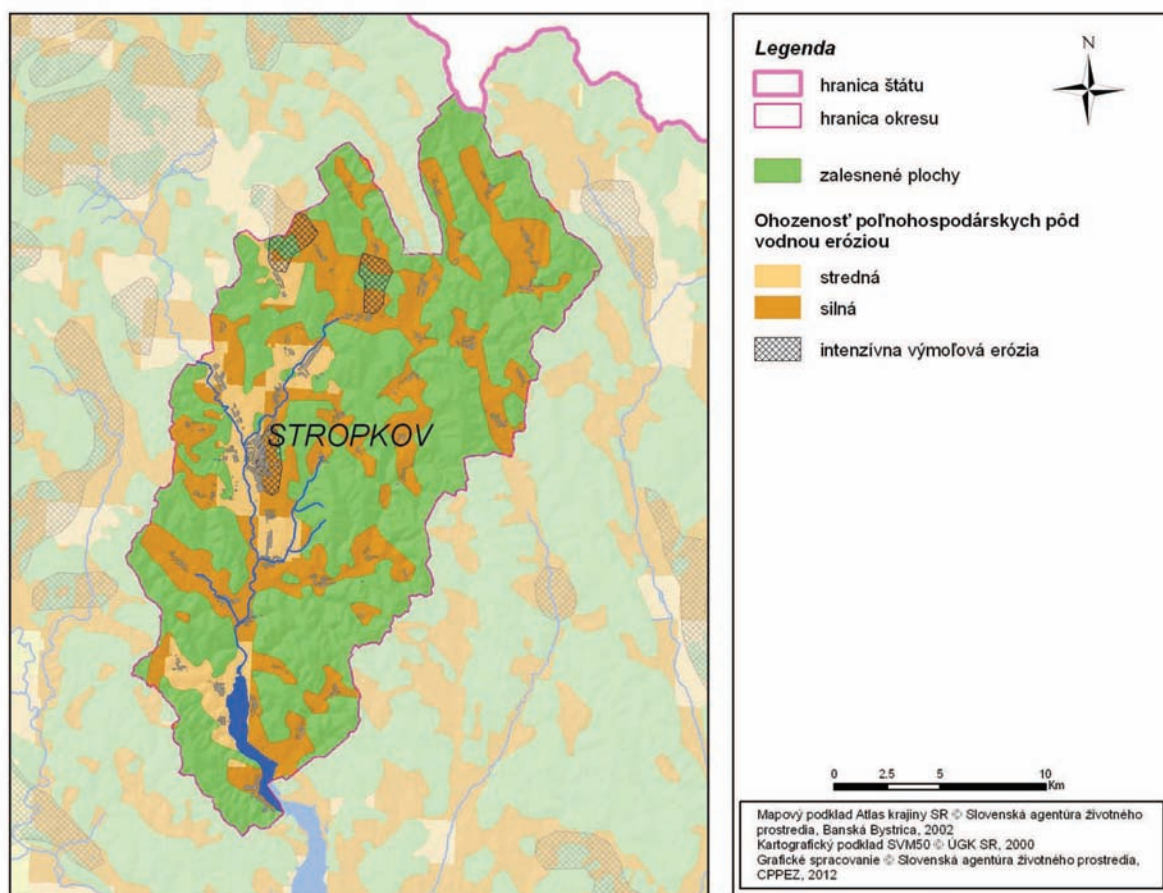 STROPKOV
Legenda
N
hranica štátu
hranica okresu
zalesnené plochy
Ohozenosť poľnohospodárskych pôd
vodnou eróziou
stredná
silná
intenzívna výmoľová erózia
0 2.5 5 10
Km
Mapový podklad Atlas krajiny SR © Slovenská agentúra životného
prostredia, Banská Bystrica, 2002
Kartografický podklad SVM50 © ÚGK SR, 2000
Grafické spracovanie © Slovenská agentúra životného prostredia,
CPPEZ, 2012